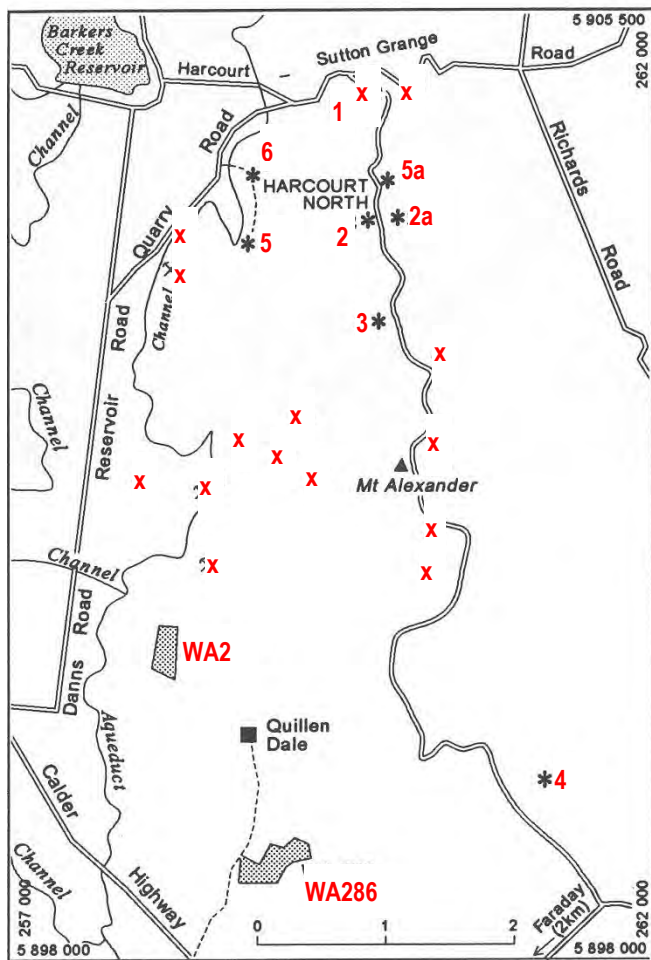 5 905 500
Barkers
Creek
Reservoir
Sutton Grange
Road
262 000
Harcourt
Channel
x
x
1
Road
6
Richards
5a
HARCOURT
NORTH
2a
2
Quarry
x
5
x
Channel
Road
3
Road
x
Channel
x
Reservoir
x
x
x
x
x
x
x
Mt Alexander
x
Channel
x
x
Road
WA2
Danns
Quillen
Dale
Aqueduct
4
Calder
Channel
Highway
WA286
257 000
0
1
2
Faraday
(2km)
262 000
5 898 000
5 898 000